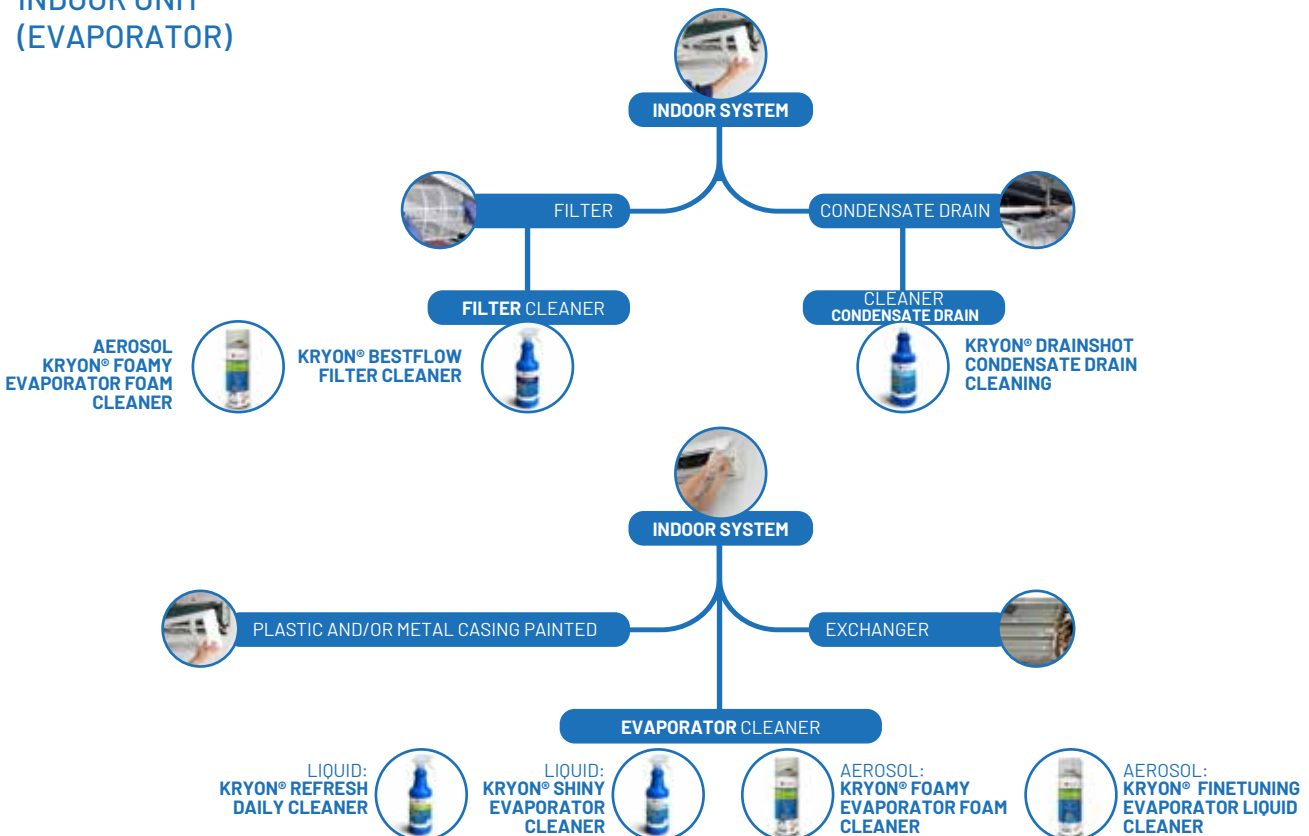 INDOOR UNIT
(EVAPORATOR)
INDOOR SYSTEM
FILTER
CONDENSATE DRAIN
FILTER CLEANER
CLEANER
CONDENSATE DRAIN
AEROSOL
KRYON® FOAMY
EVAPORATOR FOAM
CLEANER
KRYON® BESTFLOW
FILTER CLEANER
KRYON® DRAINSHOT
CONDENSATE DRAIN
CLEANING
INDOOR SYSTEM
PLASTIC AND/OR METAL CASING PAINTED
EXCHANGER
EVAPORATOR CLEANER
LIQUID:
KRYON® REFRESH
DAILY CLEANER
LIQUID:
KRYON® SHINY
EVAPORATOR
CLEANER
AEROSOL:
KRYON® FOAMY
EVAPORATOR FOAM
CLEANER
AEROSOL:
KRYON® FINETUNING
EVAPORATOR LIQUID
CLEANER